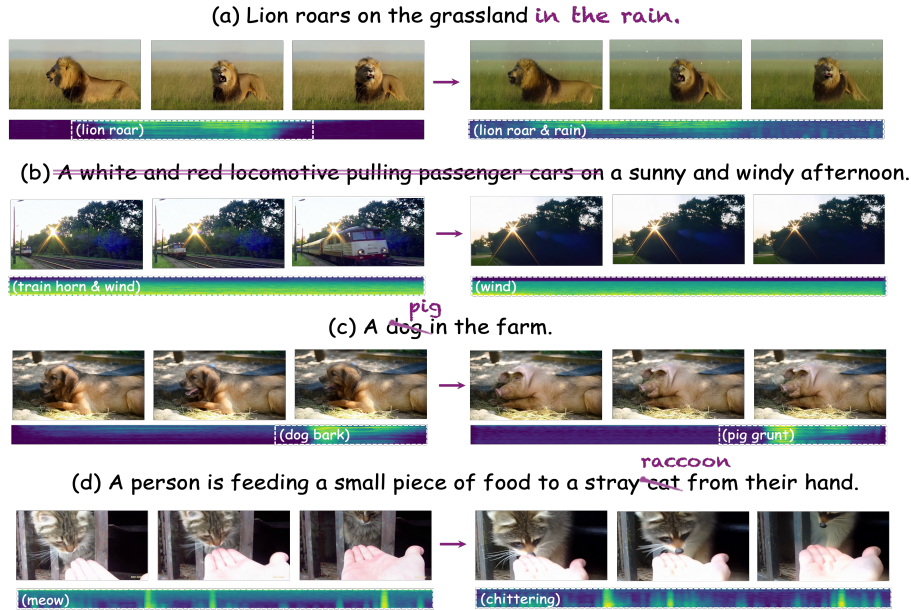 (a) Lion roars on the grassland in the rain.
(lion roar)
(lion roar & rain)
(b) A white and red locomotive pulling passenger cars on a sunny and windy afternoon.
(train horn & wind)
(wind)
pig
(c) A dog in the farm.
(dog bark)
(pig grunt)
raccoon
(d) A person is feeding a small piece of food to a stray cat from their hand.
(meow)
(chittering)